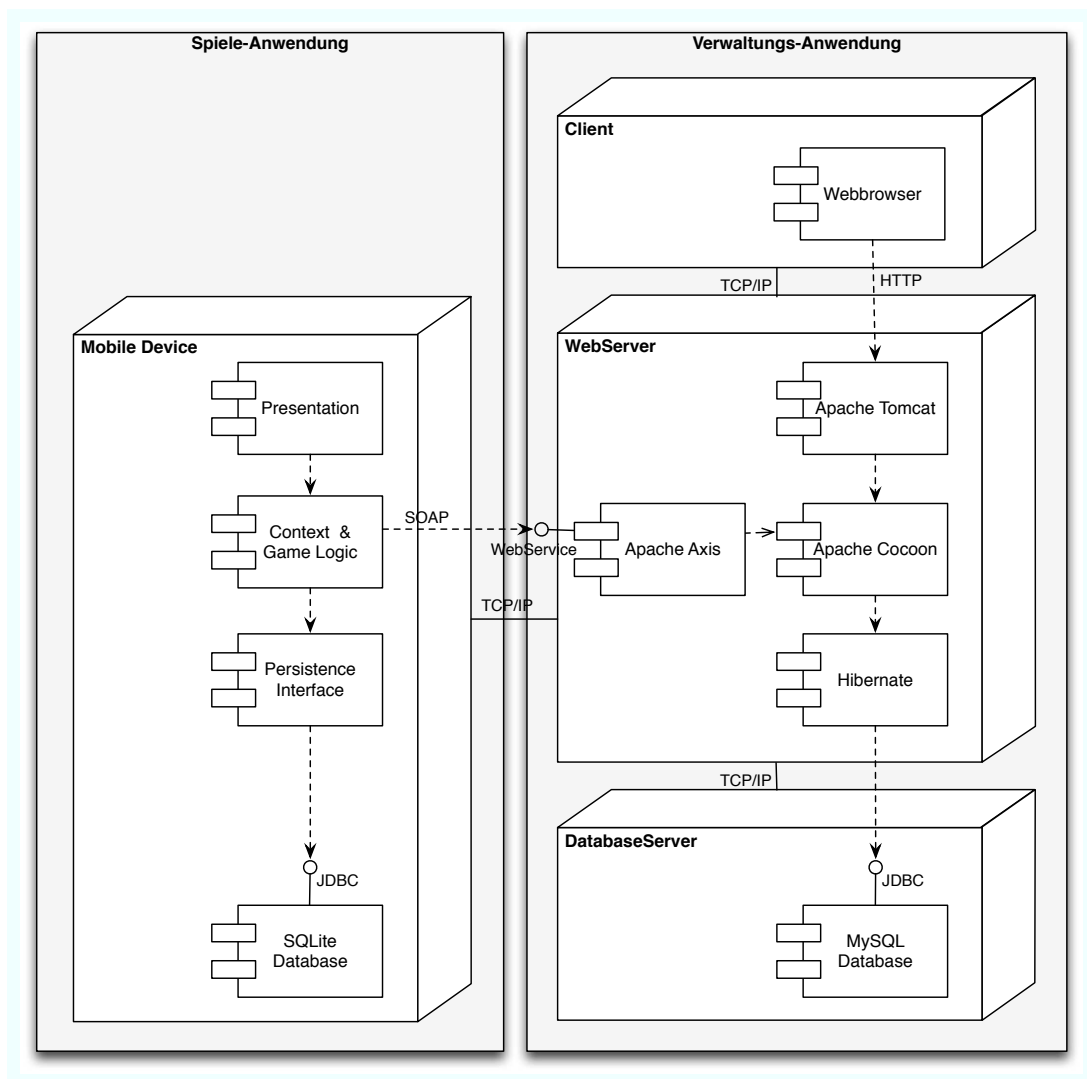 Spiele-Anwendung
Mobile Device
Presentation
Context &
Game Logic
SOAP
Persistence
Interface
JDBC
SQLite
Database
TCP/IP
Verwaltungs-Anwendung
Client
Webbrowser
TCP/IP
HTTP
WebServer
Apache Tomcat
WebService
Apache Axis
Apache Cocoon
Hibernate
TCP/IP
DatabaseServer
JDBC
MySQL
Database